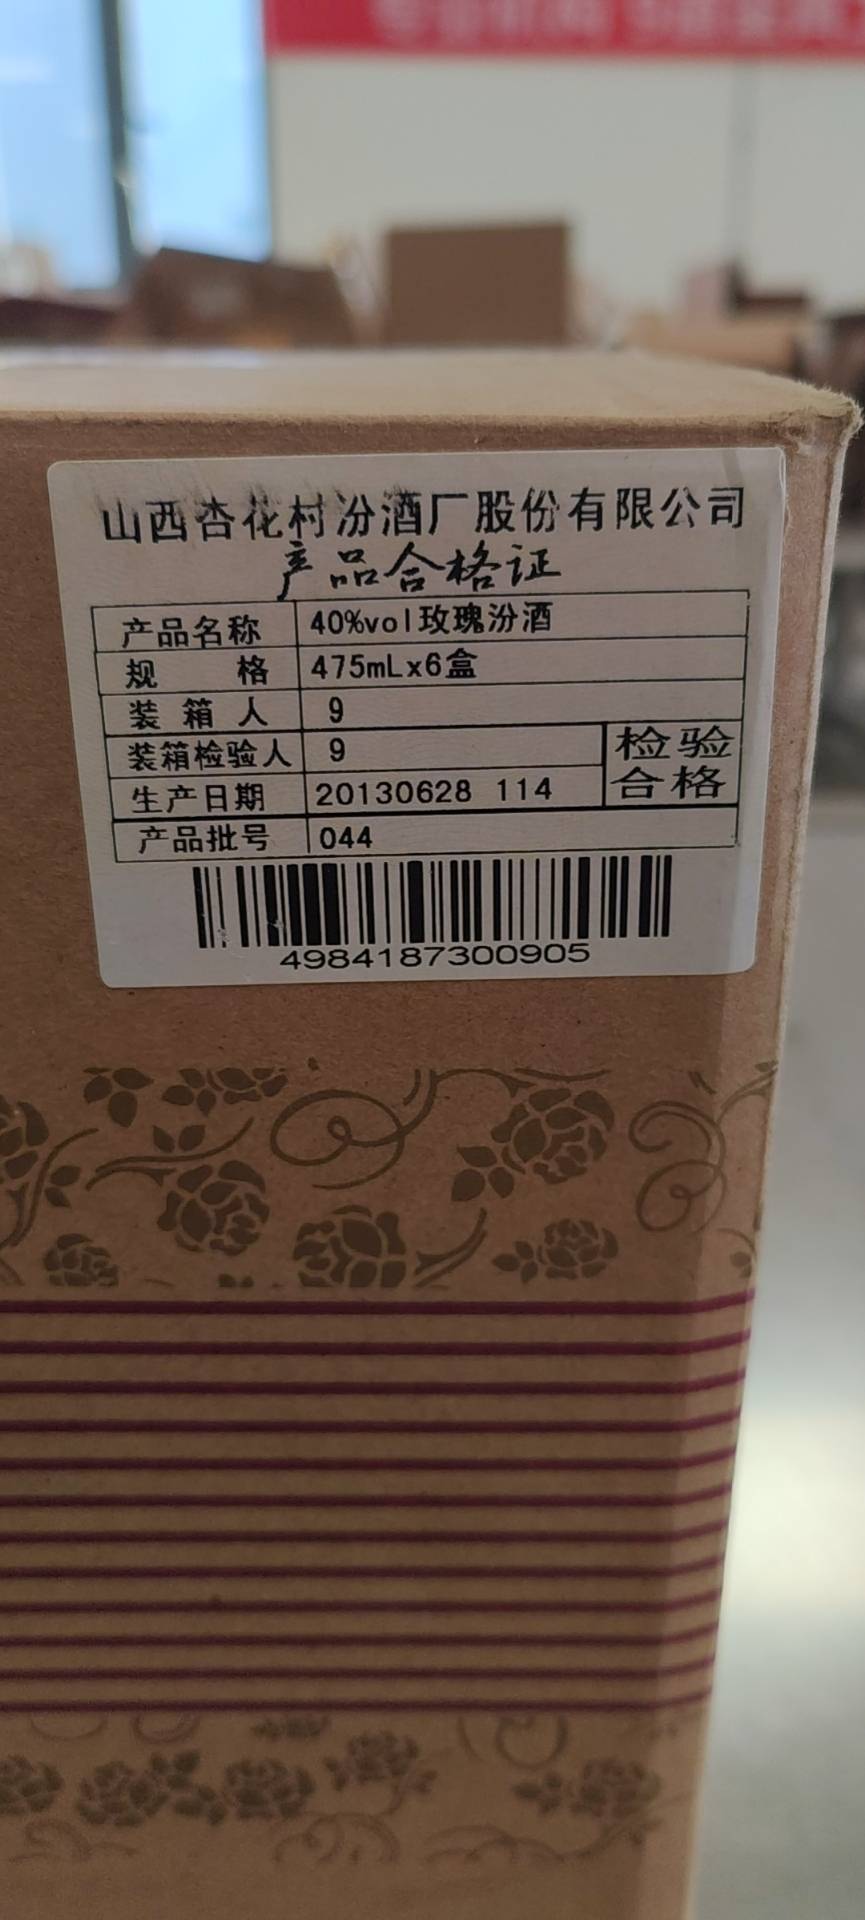 山西杏花村汾酒厂股份有限公司
产品合格证
产品名称 40%vol玫瑰汾酒
规 格 475mLx6盒
装 箱 人 9
装箱检验人 9
检验
合格
生产日期 20130628 114
产品批号 044
4984187300905